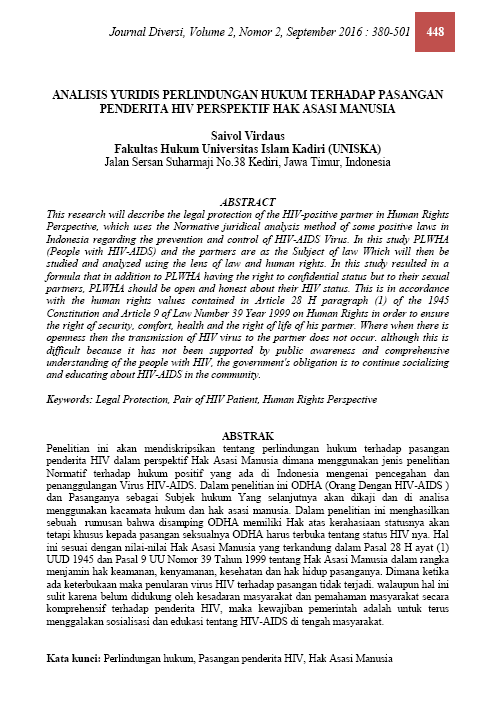 Journal Diversi, Volume 2, Nomor 2, September 2016 : 380-501 448
ANALISIS YURIDIS PERLINDUNGAN HUKUM TERHADAP PASANGAN
PENDERITA HIV PERSPEKTIF HAK ASASI MANUSIA
Saivol Virdaus
Fakultas Hukum Universitas Islam Kadiri (UNISKA)
Jalan Sersan Suharmaji No.38 Kediri, Jawa Timur, Indonesia
ABSTRACT
This research will describe the legal protection of the HIV-positive partner in Human Rights
Perspective, which uses the Normative juridical analysis method of some positive laws in
Indonesia regarding the prevention and control of HIV-AIDS Virus. In this study PLWHA
(People with HIV-AIDS) and the partners are as the Subject of law Which will then be
studied and analyzed using the lens of law and human rights. In this study resulted in a
formula that in addition to PLWHA having the right to confidential status but to their sexual
partners, PLWHA should be open and honest about their HIV status. This is in accordance
with the human rights values contained in Article 28 H paragraph (1) of the 1945
Constitution and Article 9 of Law Number 39 Year 1999 on Human Rights in order to ensure
the right of security, comfort, health and the right of life of his partner. Where when there is
openness then the transmission of HIV virus to the partner does not occur. although this is
difficult because it has not been supported by public awareness and comprehensive
understanding of the people with HIV, the government's obligation is to continue socializing
and educating about HIV-AIDS in the community.
Keywords: Legal Protection, Pair of HIV Patient, Human Rights Perspective
ABSTRAK
Penelitian ini akan mendiskripsikan tentang perlindungan hukum terhadap pasangan
penderita HIV dalam perspektif Hak Asasi Manusia dimana menggunakan jenis penelitian
Normatif terhadap hukum positif yang ada di Indonesia mengenai pencegahan dan
penanggulangan Virus HIV-AIDS. Dalam penelitian ini ODHA (Orang Dengan HIV-AIDS )
dan Pasanganya sebagai Subjek hukum Yang selanjutnya akan dikaji dan di analisa
menggunakan kacamata hukum dan hak asasi manusia. Dalam penelitian ini menghasilkan
sebuah rumusan bahwa disamping ODHA memiliki Hak atas kerahasiaan statusnya akan
tetapi khusus kepada pasangan seksualnya ODHA harus terbuka tentang status HIV nya. Hal
ini sesuai dengan nilai-nilai Hak Asasi Manusia yang terkandung dalam Pasal 28 H ayat (1)
UUD 1945 dan Pasal 9 UU Nomor 39 Tahun 1999 tentang Hak Asasi Manusia dalam rangka
menjamin hak keamanan, kenyamanan, kesehatan dan hak hidup pasanganya. Dimana ketika
ada keterbukaan maka penularan virus HIV terhadap pasangan tidak terjadi. walaupun hal ini
sulit karena belum didukung oleh kesadaran masyarakat dan pemahaman masyarakat secara
komprehensif terhadap penderita HIV, maka kewajiban pemerintah adalah untuk terus
menggalakan sosialisasi dan edukasi tentang HIV-AIDS di tengah masyarakat.
Kata kunci: Perlindungan hukum, Pasangan penderita HIV, Hak Asasi Manusia